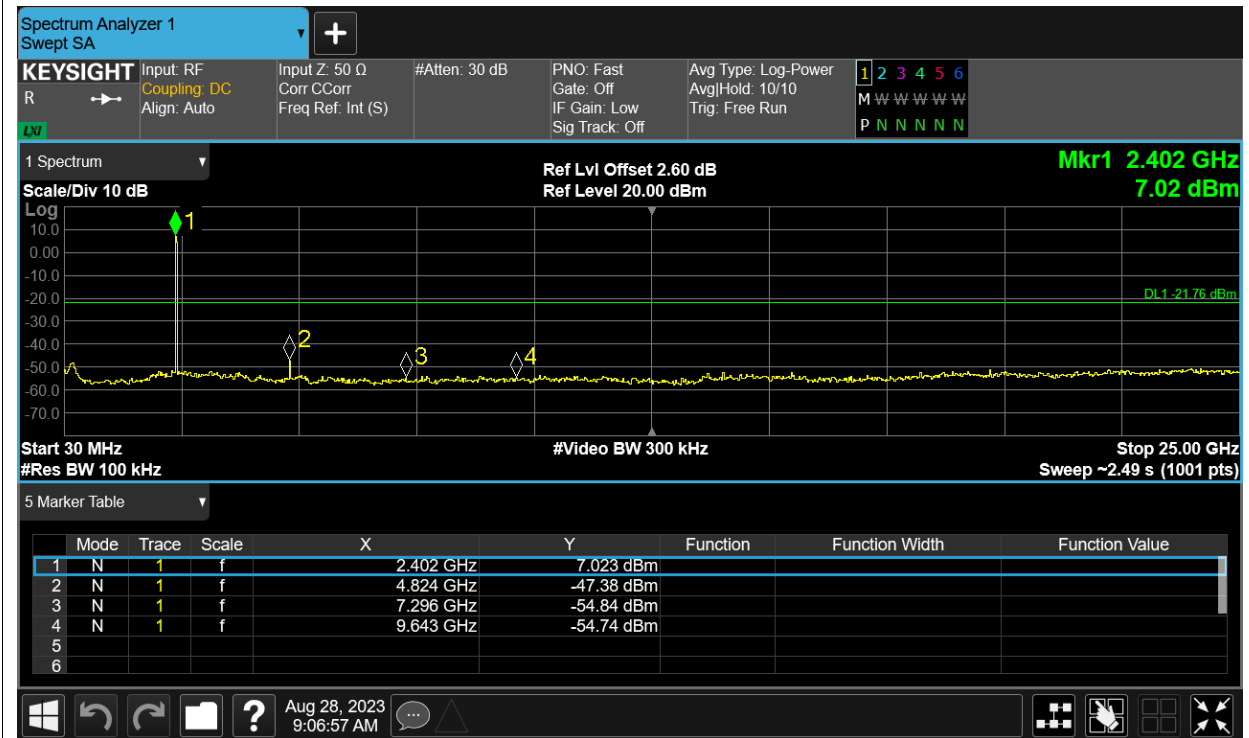 Spectrum Analyzer 1
Swept SA
KEYSIGHT
R
LXI
Input: RF
Coupling: DC
Align: Auto
Input Z: 50 Ω
Corr CCorr
Freq Ref: Int (S)
#Atten: 30 dB
PNO: Fast
Gate: Off
IF Gain: Low
Sig Track: Off
Avg Type: Log-Power
Avg|Hold: 10/10
Trig: Free Run
1 2 3 4 5 6
M W W W W W
P N N N N N
1 Spectrum
Scale/Div 10 dB
Ref Lvl Offset 2.60 dB
Ref Level 20.00 dBm
Mkr1 2.402 GHz
7.02 dBm
Log
10.0
0.00
-10.0
-20.0
-30.0
-40.0
-50.0
-60.0
-70.0
1
2
3
4
DL1 -21.76 dBm
Start 30 MHz
#Res BW 100 kHz
#Video BW 300 kHz
Stop 25.00 GHz
Sweep ~2.49 s (1001 pts)
5 Marker Table
Mode Trace Scale X Y Function Function Width Function Value
1 N 1 f 2.402 GHz 7.023 dBm
2 N 1 f 4.824 GHz -47.38 dBm
3 N 1 f 7.296 GHz -54.84 dBm
4 N 1 f 9.643 GHz -54.74 dBm
5
6
?
Aug 28, 2023
9:06:57 AM